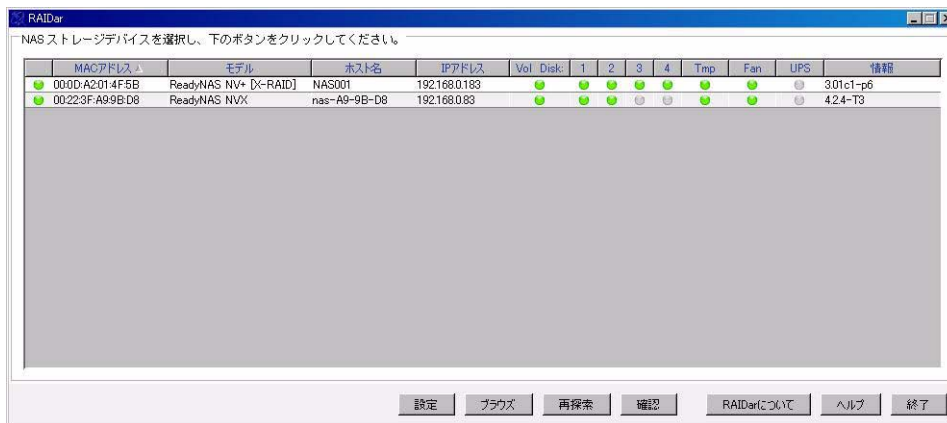 RAIDar
NAS ストレージデバイスを選択し、下のボタンをクリックしてください。
MACアドレス モデル ホスト名 IPアドレス Vol Disk: 1 2 3 4 Tmp Fan UPS 情報
00:0D:A2:01:4F:5B ReadyNAS NV+ [X-RAID] NAS001 192.168.0.183 3.01c1-p6
00:22:3F:A9:9B:D8 ReadyNAS NVX nas-A9-9B-D8 192.168.0.83 4.2.4-T3
設定 ブラウズ 再探索 確認 RAIDarについて ヘルプ 終了